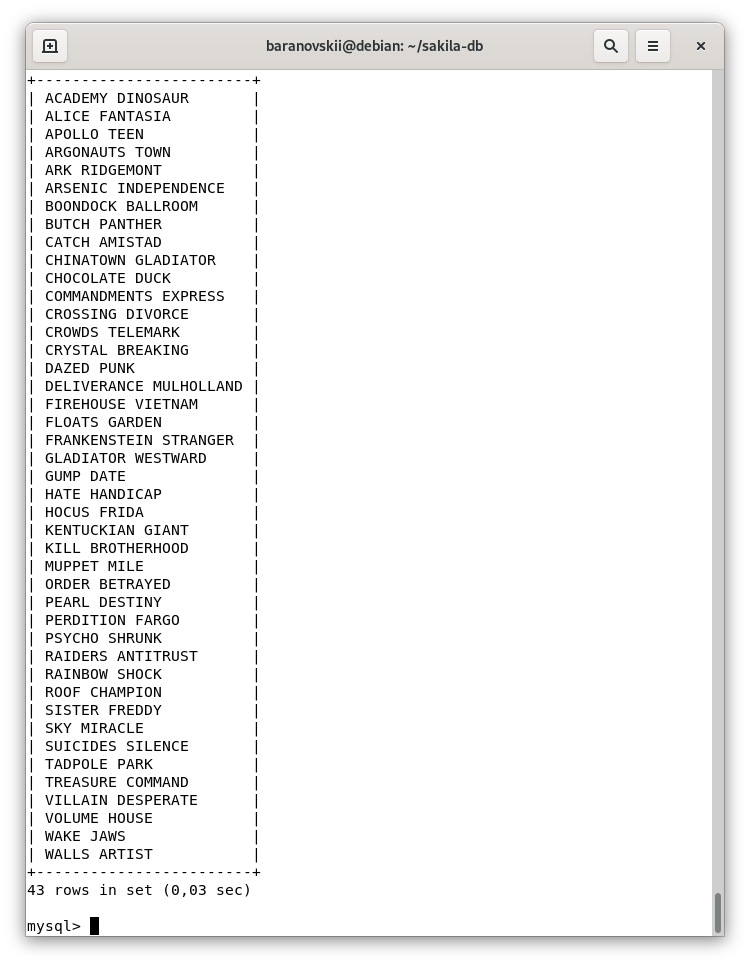 baranovskii@debian: ~/sakila-db
+------------------------+
| ACADEMY DINOSAUR       |
| ALICE FANTASIA         |
| APOLLO TEEN            |
| ARGONAUTS TOWN         |
| ARK RIDGEMONT          |
| ARSENIC INDEPENDENCE   |
| BOONDOCK BALLROOM      |
| BUTCH PANTHER          |
| CATCH AMISTAD          |
| CHINATOWN GLADIATOR    |
| CHOCOLATE DUCK         |
| COMMANDMENTS EXPRESS   |
| CROSSING DIVORCE       |
| CROWDS TELEMARK        |
| CRYSTAL BREAKING       |
| DAZED PUNK             |
| DELIVERANCE MULHOLLAND |
| FIREHOUSE VIETNAM      |
| FLOATS GARDEN          |
| FRANKENSTEIN STRANGER  |
| GLADIATOR WESTWARD     |
| GUMP DATE              |
| HATE HANDICAP          |
| HOCUS FRIDA            |
| KENTUCKIAN GIANT       |
| KILL BROTHERHOOD       |
| MUPPET MILE            |
| ORDER BETRAYED         |
| PEARL DESTINY          |
| PERDITION FARGO        |
| PSYCHO SHRUNK          |
| RAIDERS ANTITRUST      |
| RAINBOW SHOCK          |
| ROOF CHAMPION          |
| SISTER FREDDY          |
| SKY MIRACLE            |
| SUICIDES SILENCE       |
| TADPOLE PARK           |
| TREASURE COMMAND       |
| VILLAIN DESPERATE      |
| VOLUME HOUSE           |
| WAKE JAWS              |
| WALLS ARTIST           |
+------------------------+
43 rows in set (0,03 sec)
mysql>